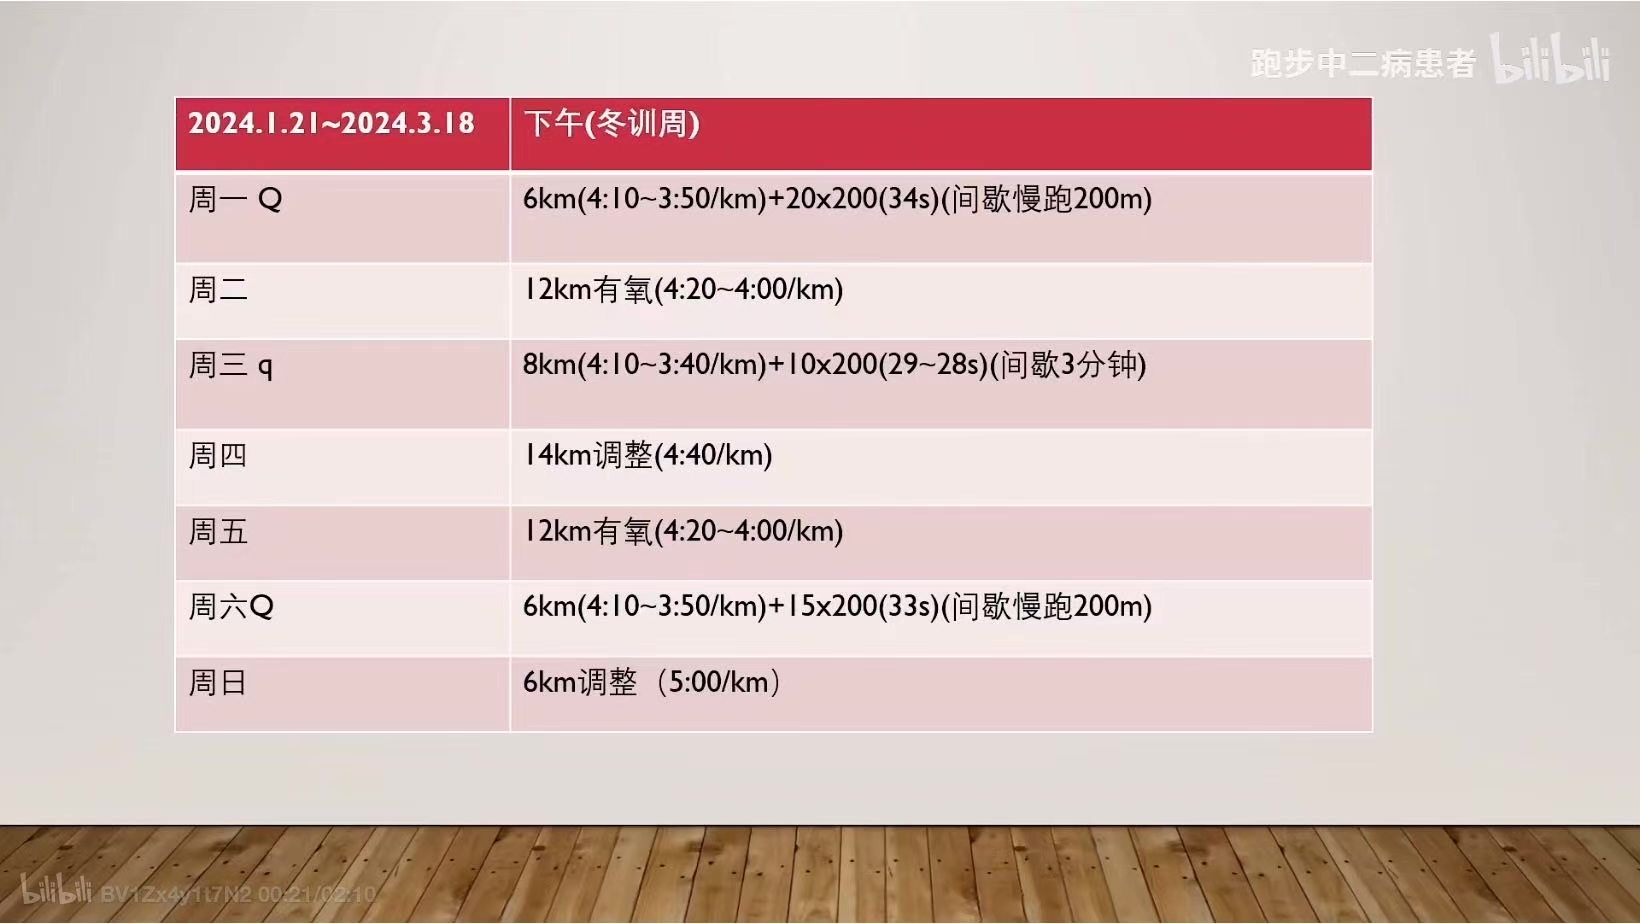 跑步中二病患者 bilibili
2024.1.21~2024.3.18 下午(冬训周)
周一 Q 6km(4:10~3:50/km)+20x200(34s)(间歇慢跑200m)
周二 12km有氧(4:20~4:00/km)
周三 q 8km(4:10~3:40/km)+10x200(29~28s)(间歇3分钟)
周四 14km调整(4:40/km)
周五 12km有氧(4:20~4:00/km)
周六Q 6km(4:10~3:50/km)+15x200(33s)(间歇慢跑200m)
周日 6km调整（5:00/km）
bilibili BV1Zx4y1t7N2 00:21/02:10